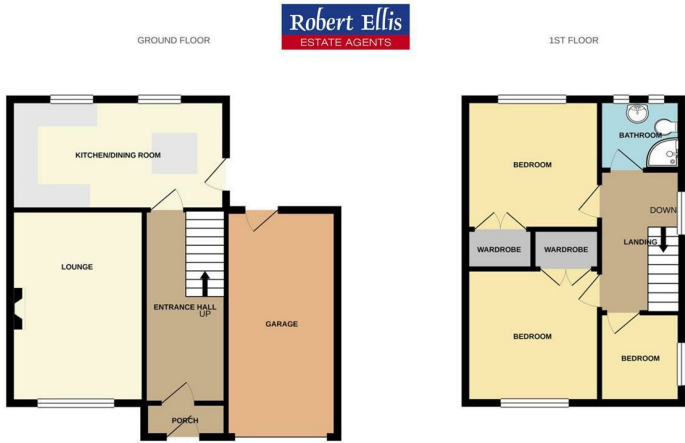 Robert Ellis
ESTATE AGENTS
GROUND FLOOR
1ST FLOOR
KITCHEN/DINING ROOM
LOUNGE
ENTRANCE HALL
UP
GARAGE
PORCH
BATHROOM
BEDROOM
DOWN
WARDROBE
WARDROBE
LANDING
BEDROOM
BEDROOM